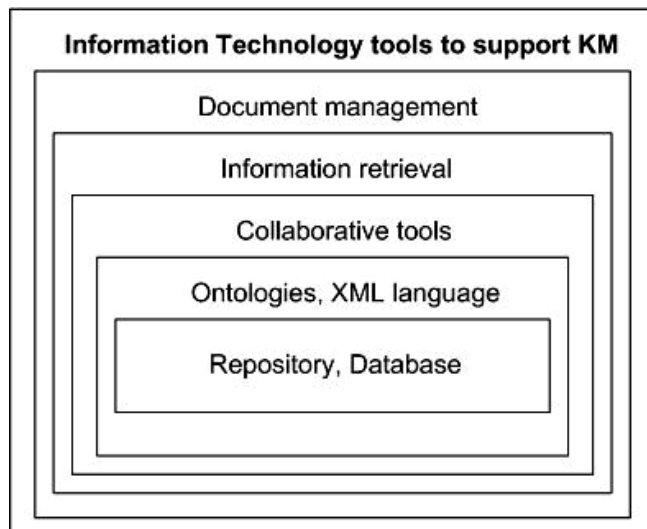 Information Technology tools to support KM
Document management
Information retrieval
Collaborative tools
Ontologies, XML language
Repository, Database